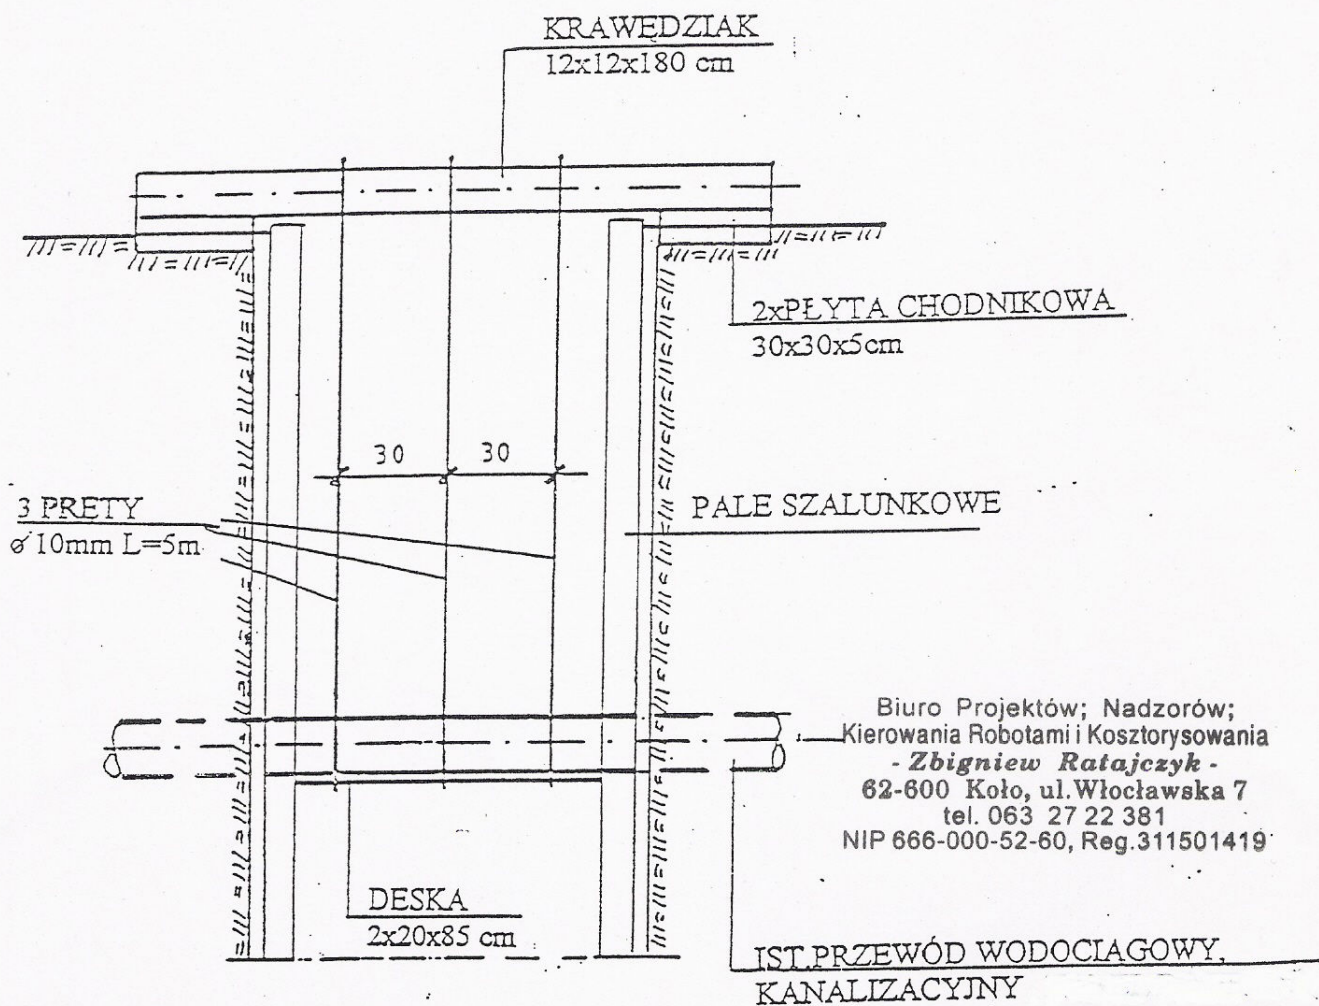 KRAWĘDZIAK
12x12x180 cm
2xPŁYTA CHODNIKOWA
30x30x5cm
30 30
3 PRETY
ø 10mm L=5m
PALE SZALUNKOWE
Biuro Projektów; Nadzorów;
Kierowania Robotami i Kosztorysowania
- Zbigniew Ratajczyk -
62-600 Koło, ul.Włocławska 7
tel. 063 27 22 381
NIP 666-000-52-60, Reg.311501419
DESKA
2x20x85 cm
IST.PRZEWÓD WODOCIAGOWY,
KANALIZACYJNY